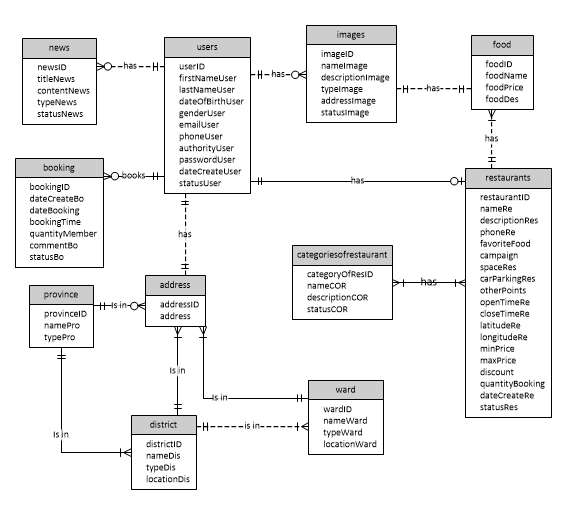 news
newsID
titleNews
contentNews
typeNews
statusNews
has
users
userID
firstNameUser
lastNameUser
dateOfBirthUser
genderUser
emailUser
phoneUser
authorityUser
passwordUser
dateCreateUser
statusUser
has
images
imageID
nameImage
descriptionImage
typeImage
addressImage
statusImage
has
food
foodID
foodName
foodPrice
foodDes
has
booking
bookingID
dateCreateBo
dateBooking
bookingTime
quantityMember
commentBo
statusBo
books
has
restaurants
restaurantID
nameRe
descriptionRes
phoneRe
favoriteFood
campaign
spaceRes
carParkingRes
otherPoints
openTimeRe
closeTimeRe
latitudeRe
longitudeRe
minPrice
maxPrice
discount
quantityBooking
dateCreateRe
statusRes
has
categoriesofrestaurant
categoryOfResID
nameCOR
descriptionCOR
statusCOR
has
province
provinceID
namePro
typePro
Is in
address
addressID
address
Is in
Is in
ward
wardID
nameWard
typeWard
locationWard
Is in
district
districtID
nameDis
typeDis
locationDis
is in